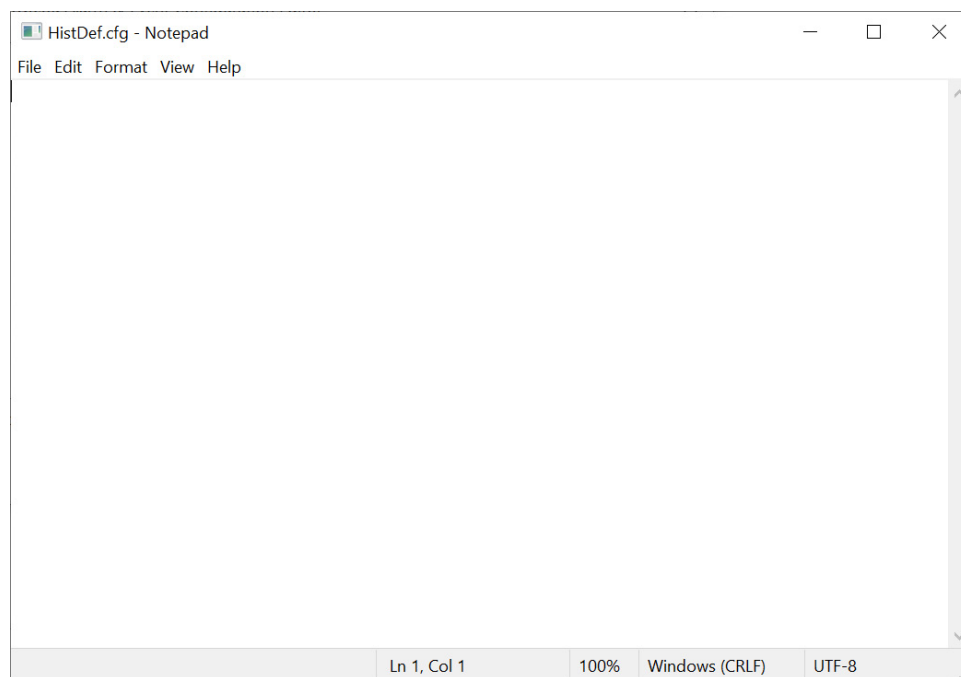 HistDef.cfg - Notepad
File Edit Format View Help
Ln 1, Col 1 100% Windows (CRLF) UTF-8